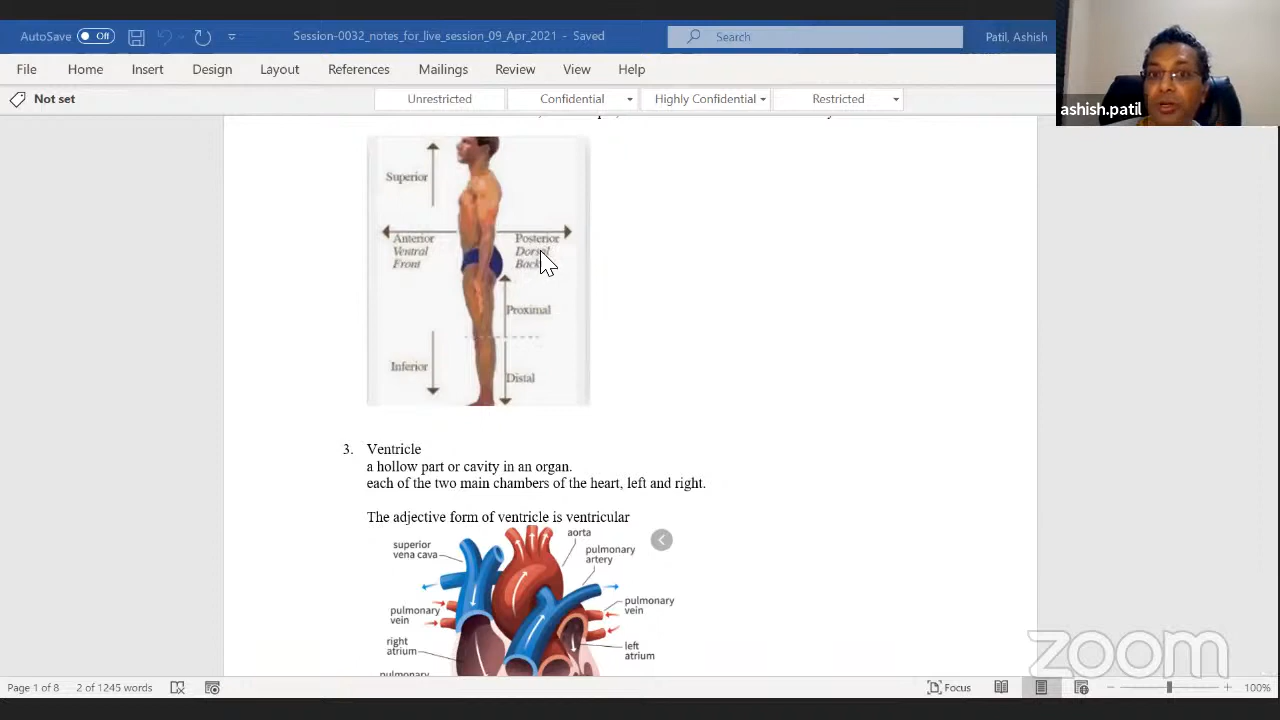 AutoSave Off Session-0032_notes_for_live_session_09_Apr_2021 - Saved Search Patil, Ashish
File Home Insert Design Layout References Mailings Review View Help
Not set Unrestricted Confidential Highly Confidential Restricted
ashish.patil
Superior
Anterior Posterior
Ventral Dorsal
Front Back
Proximal
Inferior
Distal
3. Ventricle
a hollow part or cavity in an organ.
each of the two main chambers of the heart, left and right.
The adjective form of ventricle is ventricular
aorta
superior
vena cava
pulmonary
artery
pulmonary
vein
pulmonary
vein
right
atrium
left
atrium
zoom
Page 1 of 8 2 of 1245 words Focus 100%